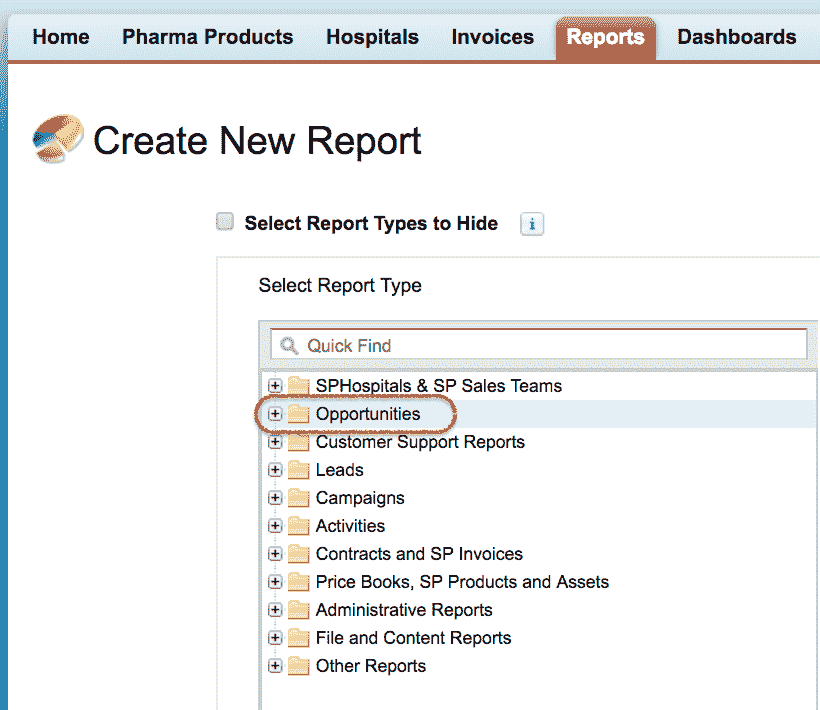 Home Pharma Products Hospitals Invoices Reports Dashboards
Create New Report
Select Report Types to Hide i
Select Report Type
Quick Find
SPHospitals & SP Sales Teams
Opportunities
Customer Support Reports
Leads
Campaigns
Activities
Contracts and SP Invoices
Price Books, SP Products and Assets
Administrative Reports
File and Content Reports
Other Reports